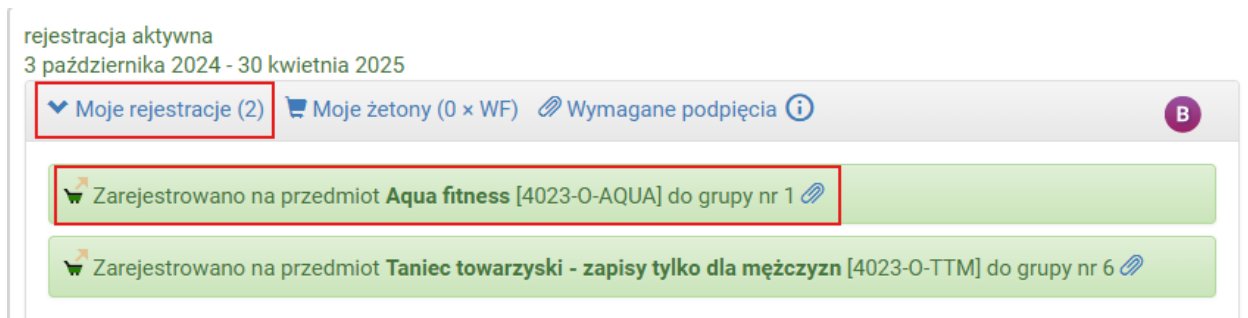 rejestracja aktywna
3 października 2024 - 30 kwietnia 2025
Moje rejestracje (2) Moje żetony (0 × WF) Wymagane podpięcia B
Zarejestrowano na przedmiot Aqua fitness [4023-O-AQUA] do grupy nr 1
Zarejestrowano na przedmiot Taniec towarzyski - zapisy tylko dla mężczyzn [4023-O-TTM] do grupy nr 6